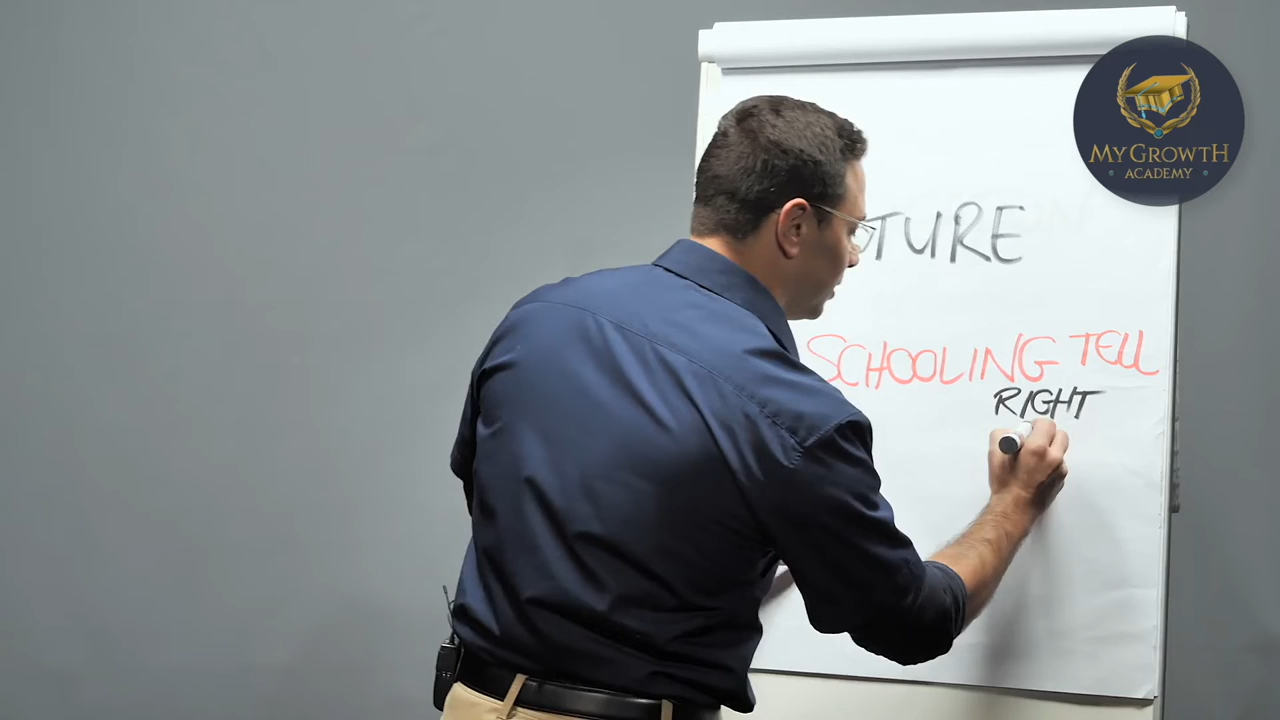 MY GROWTH
ACADEMY
TURE
SCHOOLING TELL
RIGHT